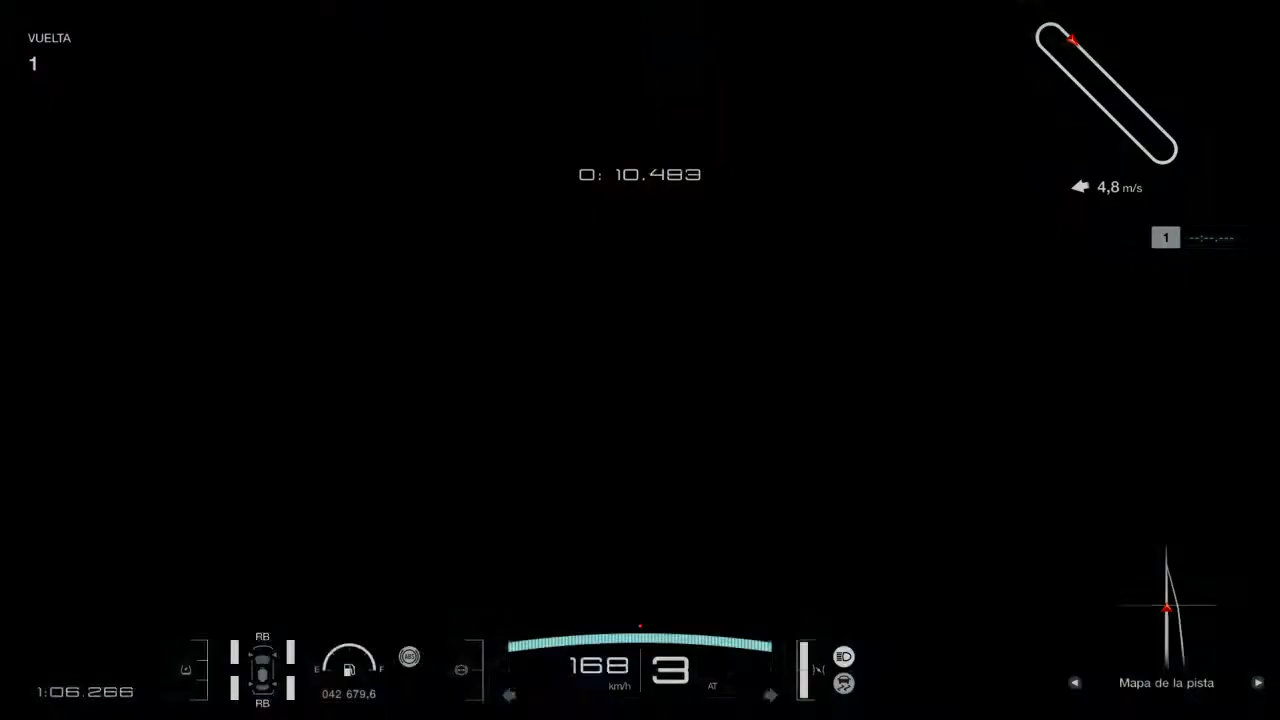 VUELTA
1
0: 10.483
4,8 m/s
1 --:--.---
RB
E F
042 679,6
RB
ABS
168
km/h
3
AT
1:06.266
Mapa de la pista